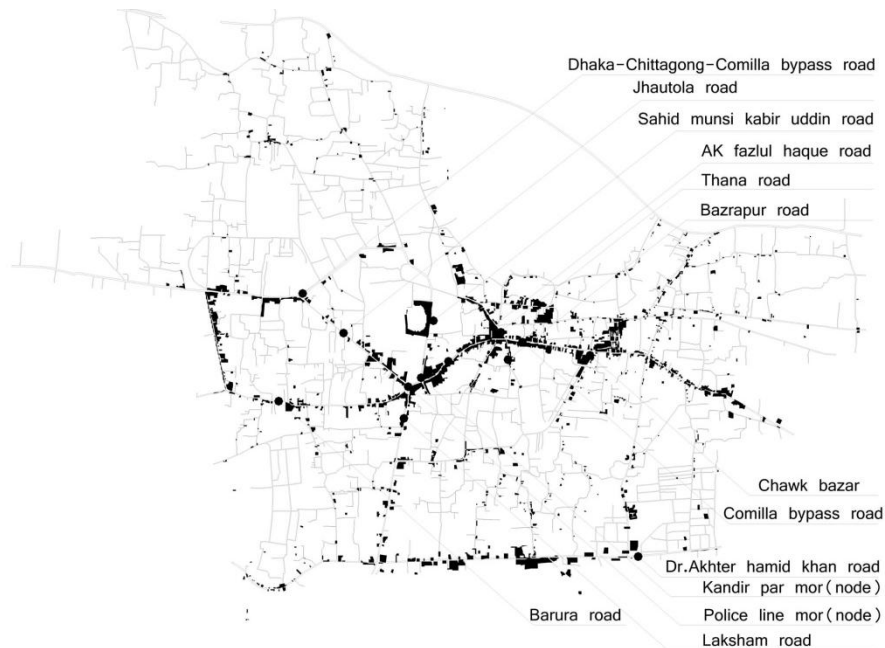 Dhaka-Chittagong-Comilla bypass road
Jhautola road
Sahid munsi kabir uddin road
AK fazlul haque road
Thana road
Bazrapur road
Chawk bazar
Comilla bypass road
Dr.Akhter hamid khan road
Kandir par mor(node)
Barura road
Police line mor(node)
Laksham road